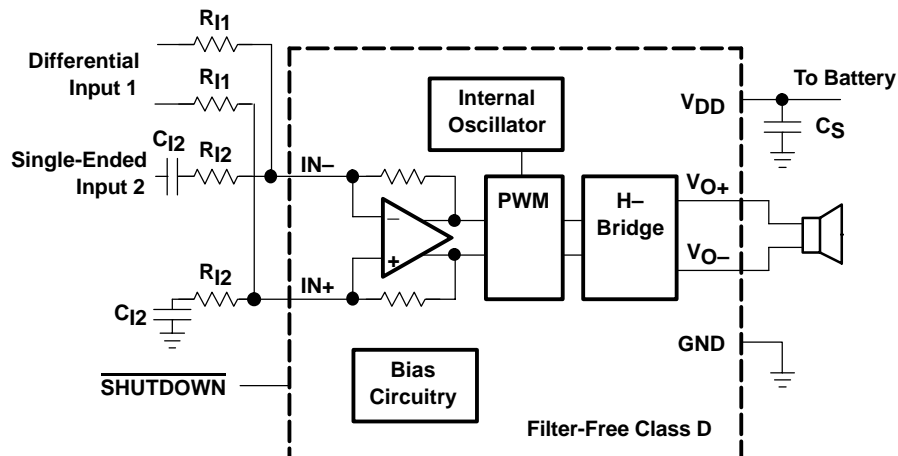 RI1
Differential
Input 1
RI1
CI2
RI2
Single-Ended
Input 2
RI2
CI2
SHUTDOWN
IN–
IN+
Internal
Oscillator
–
+
PWM
H–
Bridge
Bias
Circuitry
VDD
To Battery
CS
VO+
VO–
GND
Filter-Free Class D